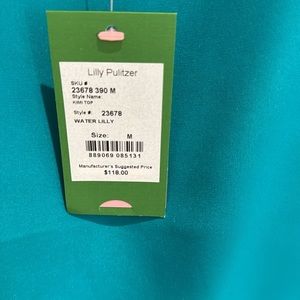 Lilly Pulitzer
SKU #
23678 390 M
Style Name
KIMI TOP
Style #: 23678
WATER LILLY
Size: M
889069 085131
Manufacturer's Suggested Price
$118.00